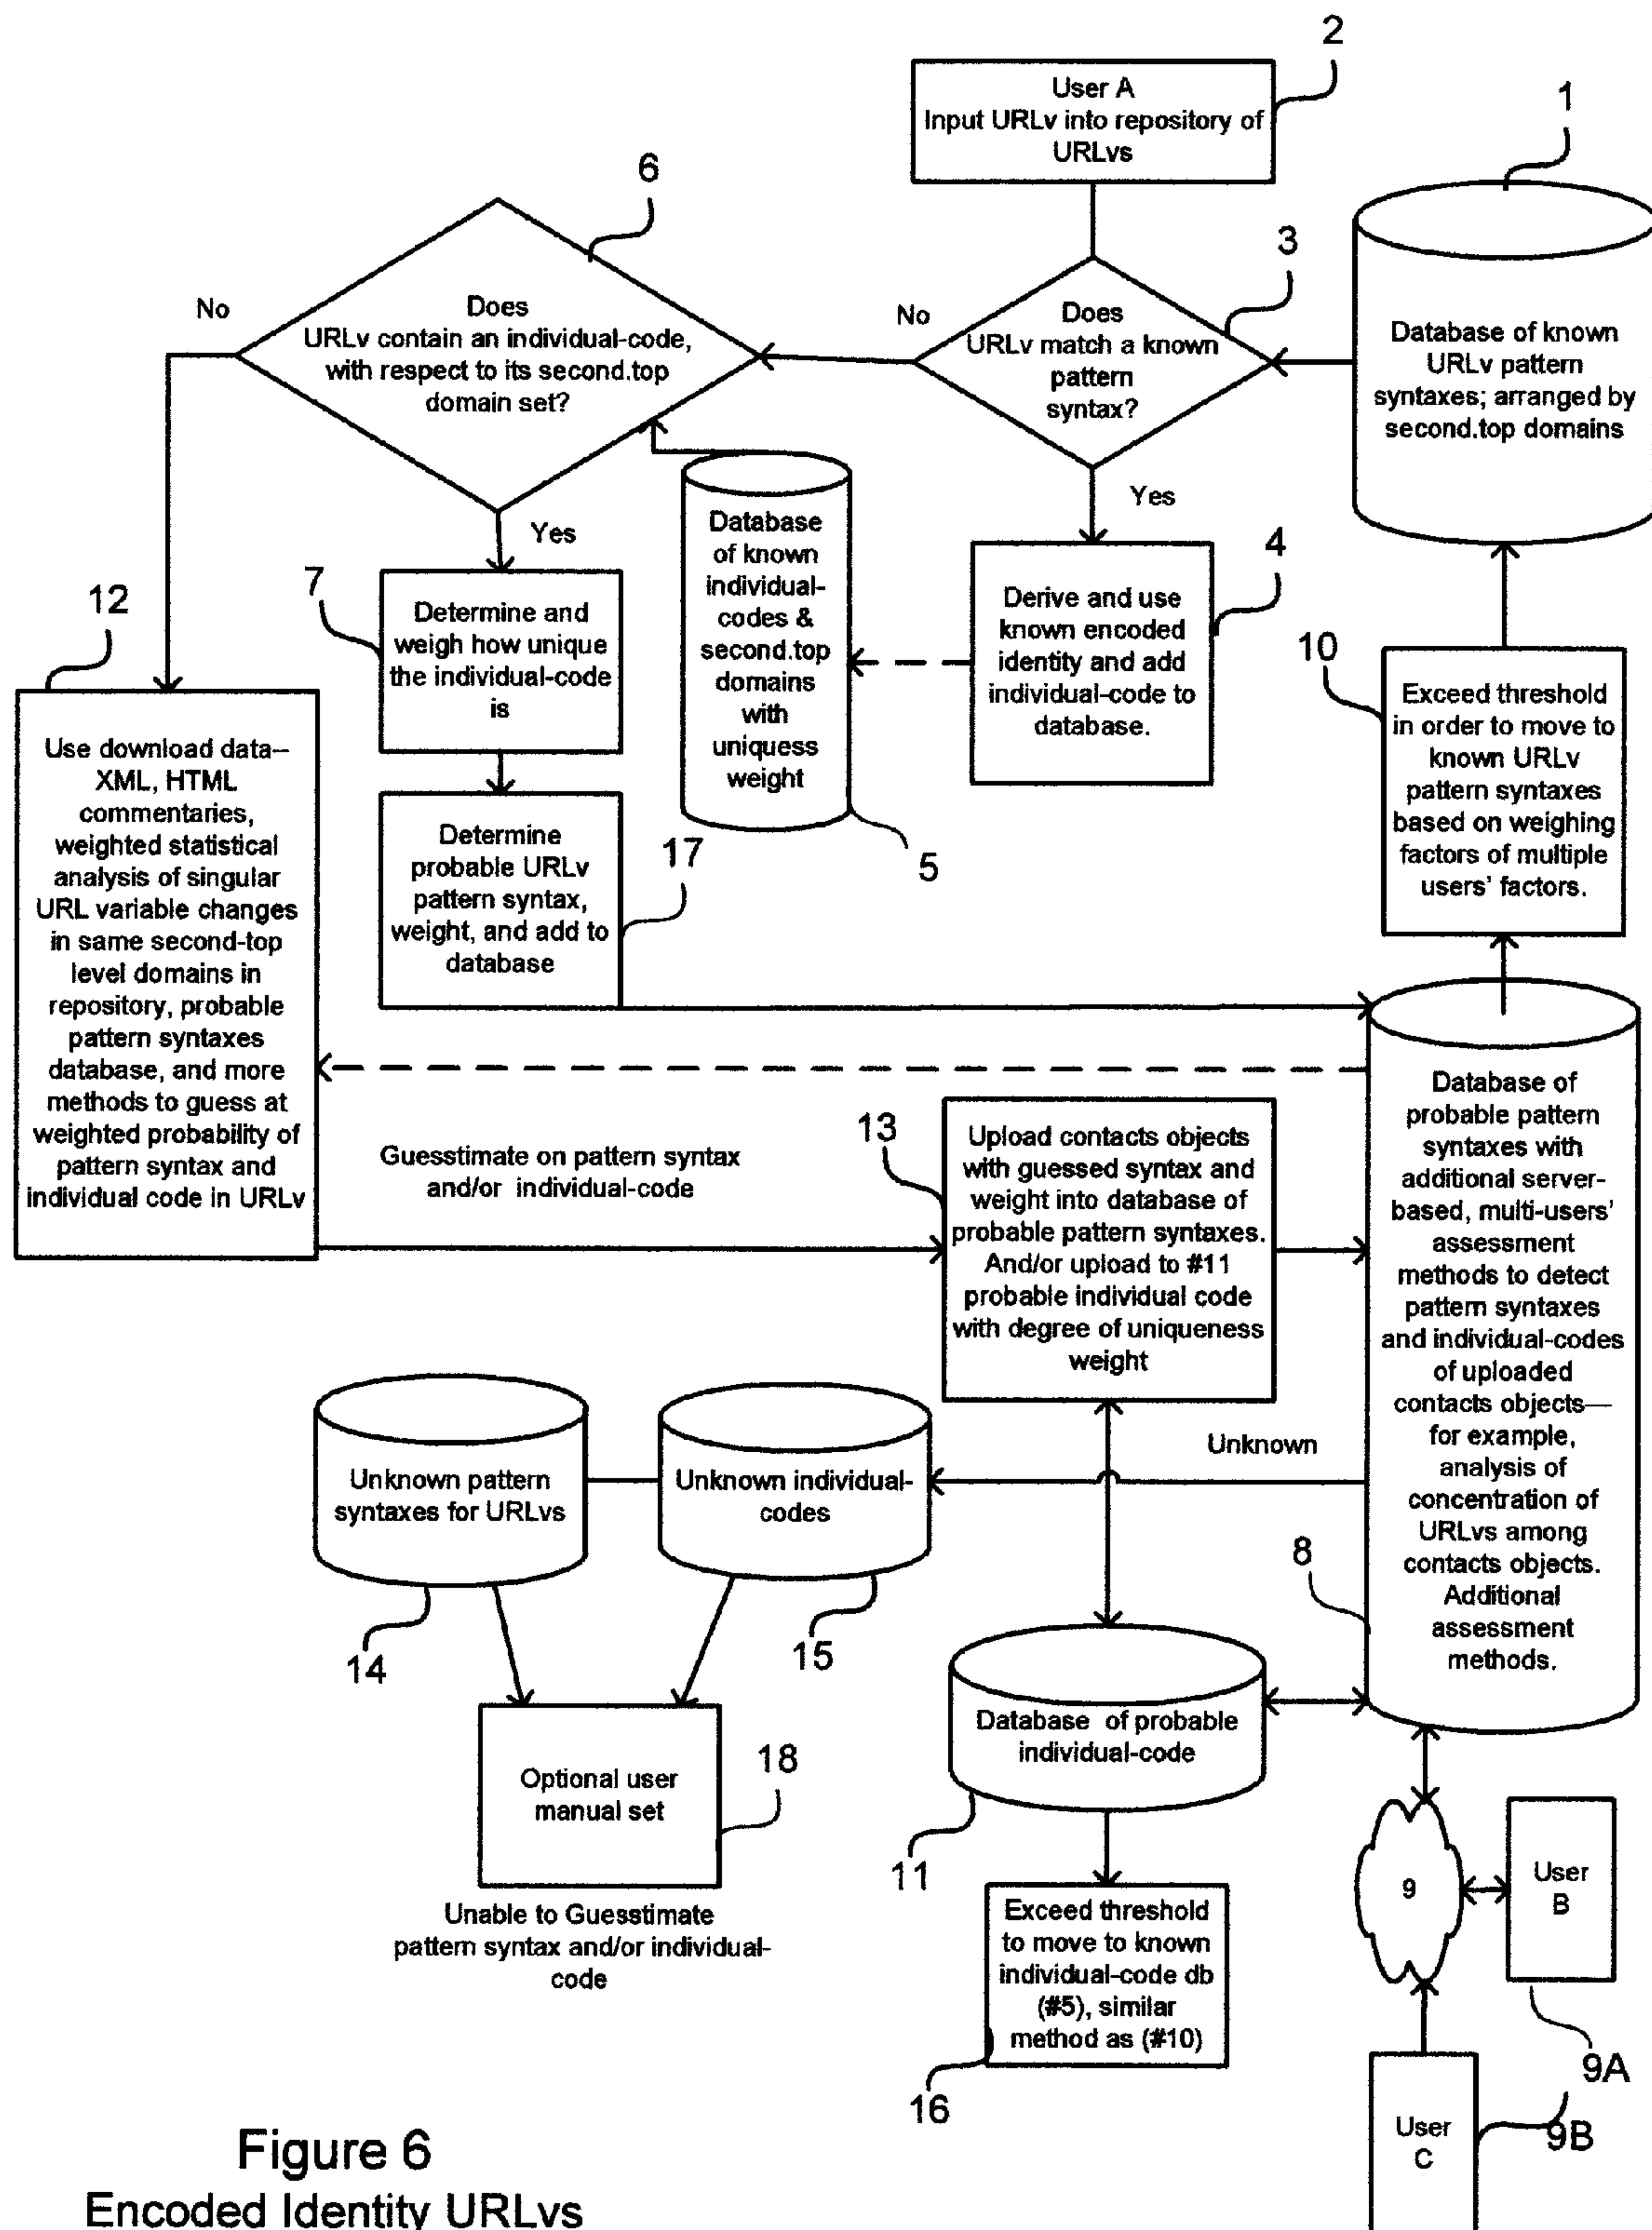 2
User A
Input URLv into repository of
URLvs
1
6
3
No
Does
URLv contain an individual-code,
with respect to its second.top
domain set?
No
Does
URLv match a known
pattern
syntax?
Database of known
URLv pattern
syntaxes; arranged by
second.top domains
Yes
Yes
Database
of known
individual-
codes &
second.top
domains
with
uniquess
weight
5
4
Derive and use
known encoded
identity and add
individual-code to
database.
7
Determine and
weigh how unique
the individual-code
is
12
Use download data–
XML, HTML
commentaries,
weighted statistical
analysis of singular
URL variable changes
in same second-top
level domains in
repository, probable
pattern syntaxes
database, and more
methods to guess at
weighted probability of
pattern syntax and
individual code in URLv
10
Exceed threshold
in order to move to
known URLv
pattern syntaxes
based on weighing
factors of multiple
users' factors.
17
Determine
probable URLv
pattern syntax,
weight, and add to
database
Guesstimate on pattern syntax
and/or individual-code
13
Upload contacts objects
with guessed syntax and
weight into database of
probable pattern syntaxes.
And/or upload to #11
probable individual code
with degree of uniqueness
weight
Database of
probable pattern
syntaxes with
additional server-
based, multi-users'
assessment
methods to detect
pattern syntaxes
and individual-codes
of uploaded
contacts objects—
for example,
analysis of
concentration of
URLvs among
contacts objects.
Additional
assessment
methods.
8
Unknown
Unknown pattern
syntaxes for URLvs
14
Unknown individual-
codes
15
Optional user
manual set
18
Unable to Guesstimate
pattern syntax and/or individual-
code
Database of probable
individual-code
11
Exceed threshold
to move to known
individual-code db
(#5), similar
method as (#10)
16
9
User
B
9A
User
C
9B
Figure 6
Encoded Identity URLvs